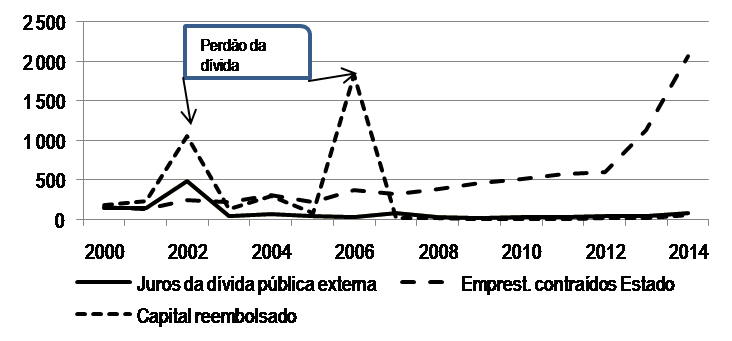 2 500
2 000
1 500
1 000
500
0
Perdão da
dívida
2000 2002 2004 2006 2008 2010 2012 2014
Juros da dívida pública externa Emprest. contraídos Estado
Capital reembolsado